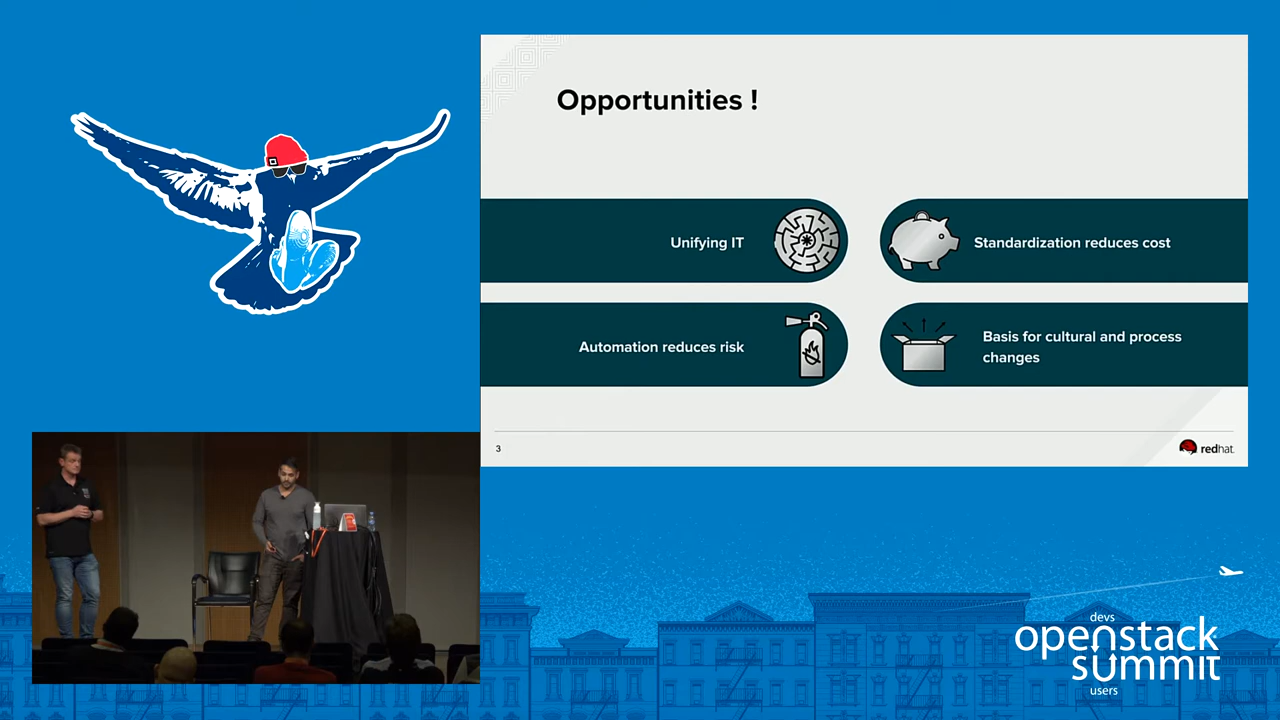 Opportunities !
Unifying IT
Standardization reduces cost
Automation reduces risk
Basis for cultural and process
changes
3
redhat.
devs
openstack
summit
users